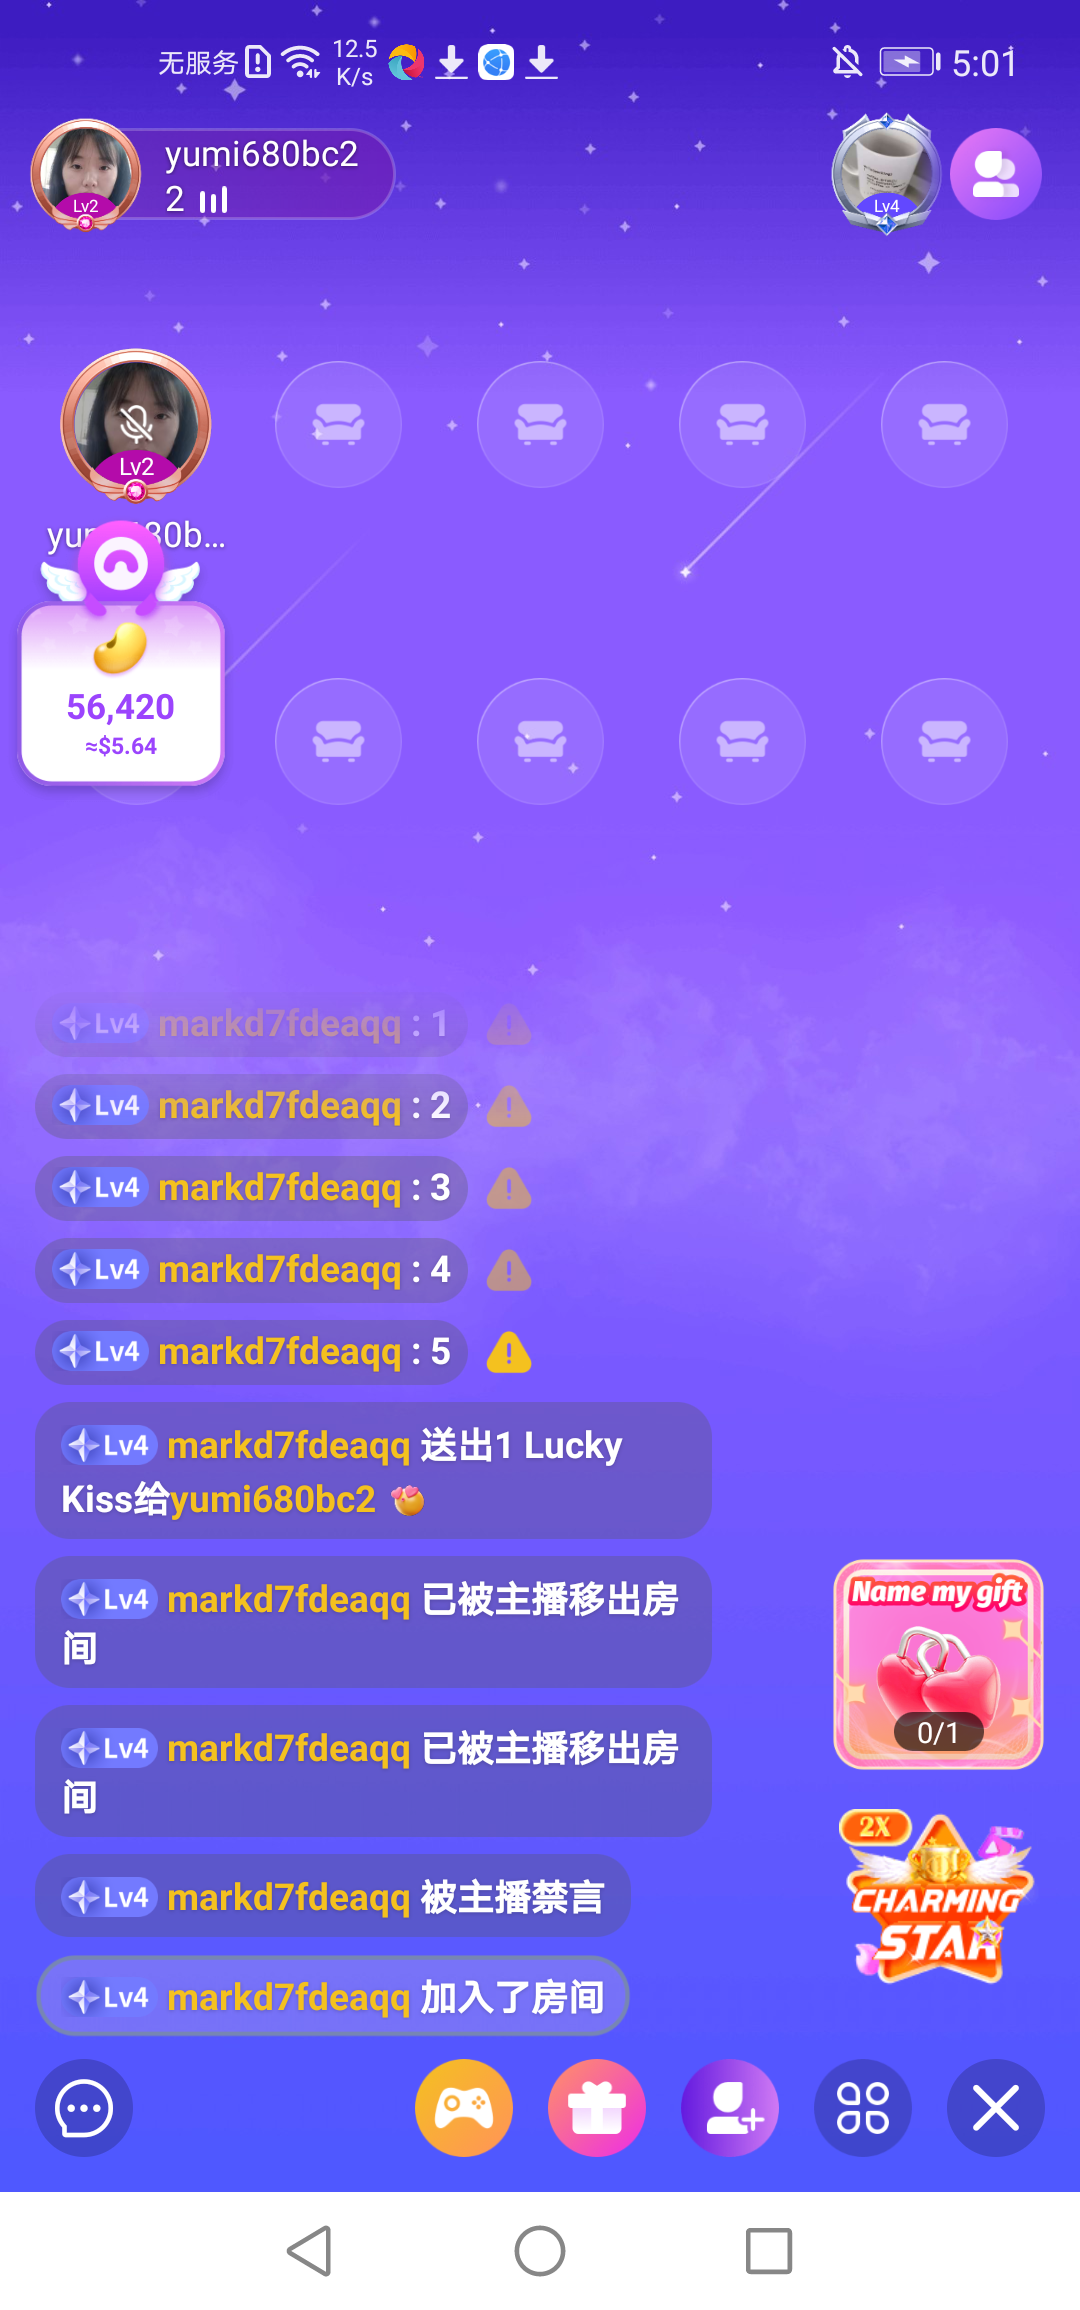 无服务 12.5 K/s 5:01
yumi680bc2
2
Lv2
Lv4
Lv2
56,420
≈$5.64
Lv4 markd7fdeaqq : 1
Lv4 markd7fdeaqq : 2
Lv4 markd7fdeaqq : 3
Lv4 markd7fdeaqq : 4
Lv4 markd7fdeaqq : 5
Lv4 markd7fdeaqq 送出1 Lucky
Kiss给yumi680bc2
Lv4 markd7fdeaqq 已被主播移出房
间
Lv4 markd7fdeaqq 已被主播移出房
间
Lv4 markd7fdeaqq 被主播禁言
Lv4 markd7fdeaqq 加入了房间
Name my gift
0/1
2X
CHARMING
STAR